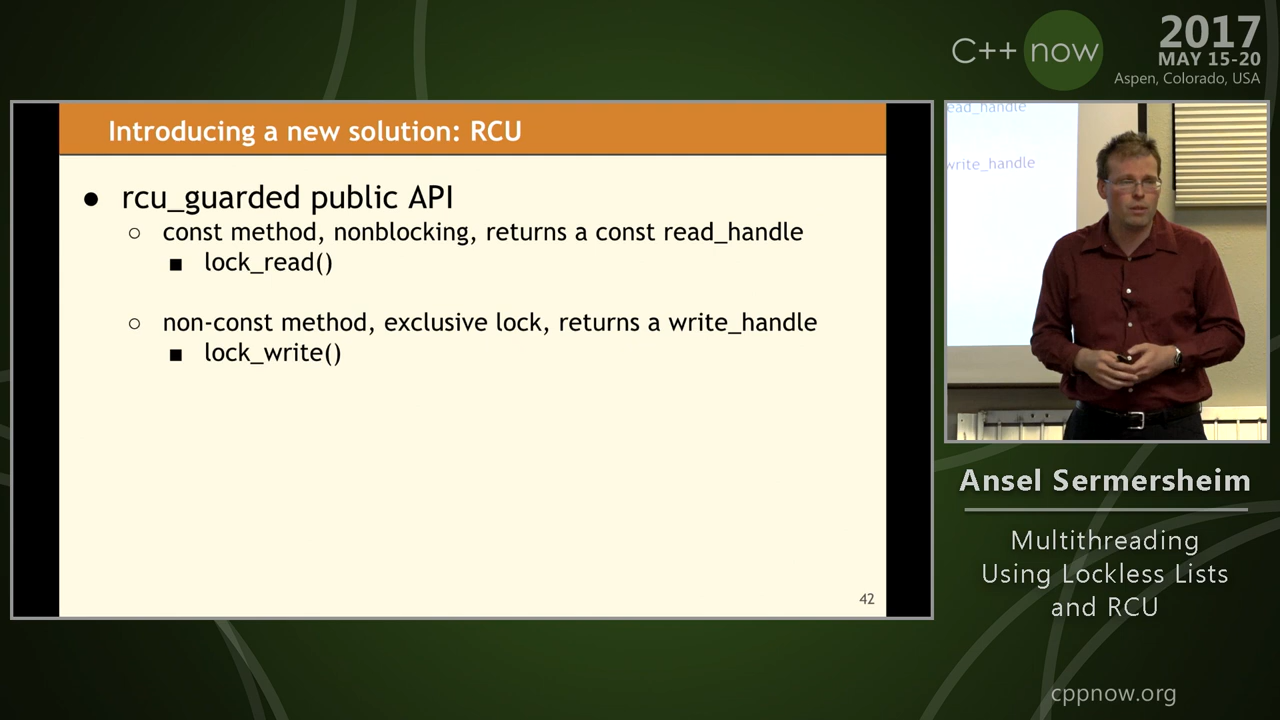 C++ now
2017
MAY 15-20
Aspen, Colorado, USA
Introducing a new solution: RCU
● rcu_guarded public API
○ const method, nonblocking, returns a const read_handle
■ lock_read()
○ non-const method, exclusive lock, returns a write_handle
■ lock_write()
42
ead_handle
write_handle
Ansel Sermersheim
Multithreading
Using Lockless Lists
and RCU
cppnow.org